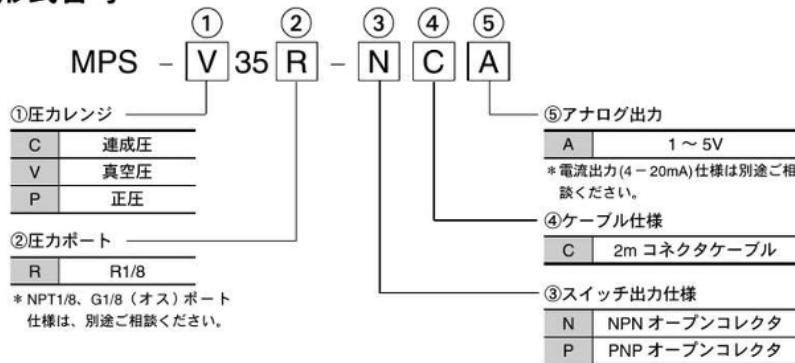 ① ② ③ ④ ⑤
MPS － V 35 R － N C A
①圧力レンジ
C 連成圧
V 真空圧
P 正圧
②圧力ポート
R R1/8
＊NPT1/8、G1/8（オス）ポート
仕様は、別途ご相談ください。
⑤アナログ出力
A 1～5V
＊電流出力(4－20mA)仕様は別途ご相
談ください。
④ケーブル仕様
C 2m コネクタケーブル
③スイッチ出力仕様
N NPN オープンコレクタ
P PNP オープンコレクタ